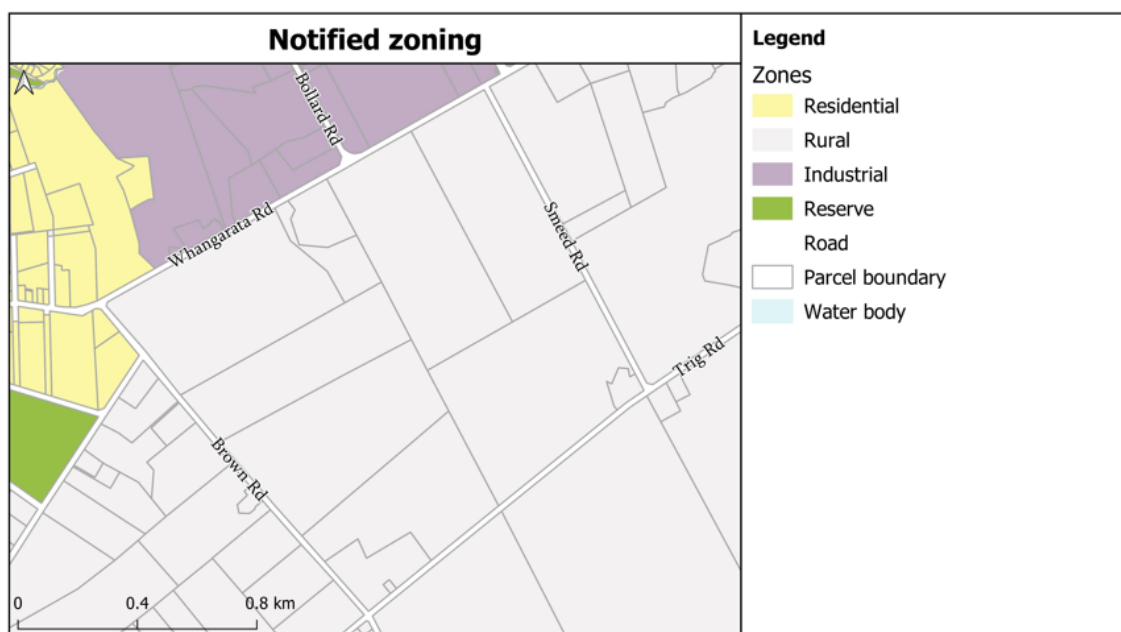 Notified zoning
Bollard Rd
Whangarata Rd
Smeed Rd
Trig Rd
Brown Rd
0 0.4 0.8 km
Legend
Zones
Residential
Rural
Industrial
Reserve
Road
Parcel boundary
Water body